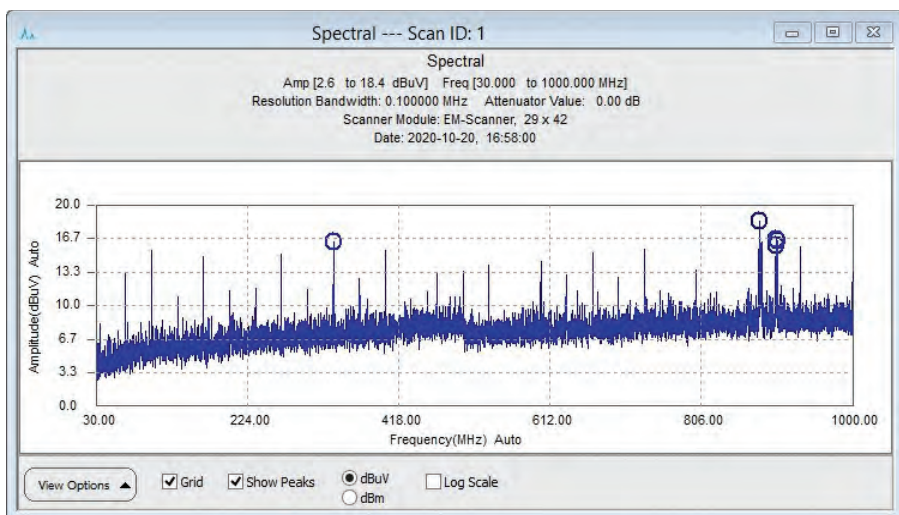 Spectral --- Scan ID: 1
Spectral
Amp [2.6 to 18.4 dBuV] Freq [30.000 to 1000.000 MHz]
Resolution Bandwidth: 0.100000 MHz Attenuator Value: 0.00 dB
Scanner Module: EM-Scanner, 29 x 42
Date: 2020-10-20, 16:58:00
Amplitude(dBuV) Auto
20.0
16.7
13.3
10.0
6.7
3.3
0.0
30.00 224.00 418.00 612.00 806.00 1000.00
Frequency(MHz) Auto
View Options Grid Show Peaks dBuV Log Scale
dBm